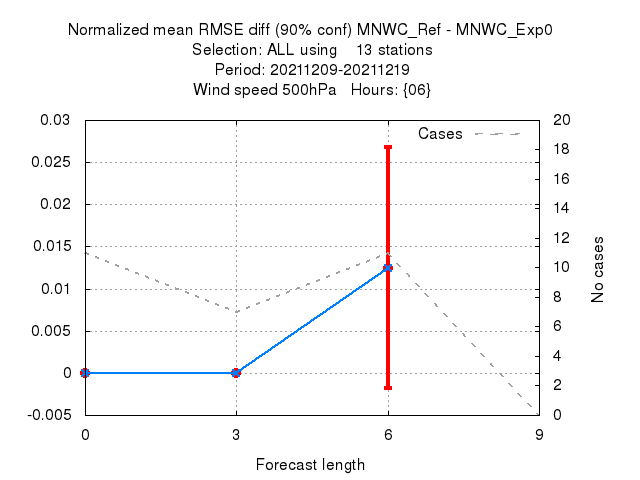 Normalized mean RMSE diff (90% conf) MNWC_Ref - MNWC_Exp0
Selection: ALL using 13 stations
Period: 20211209-20211219
Wind speed 500hPa Hours: {06}
0.03
0.025
0.02
0.015
0.01
0.005
0
-0.005
Cases
20
18
16
14
12
10
8
6
4
2
0
No cases
0 3 6 9
Forecast length